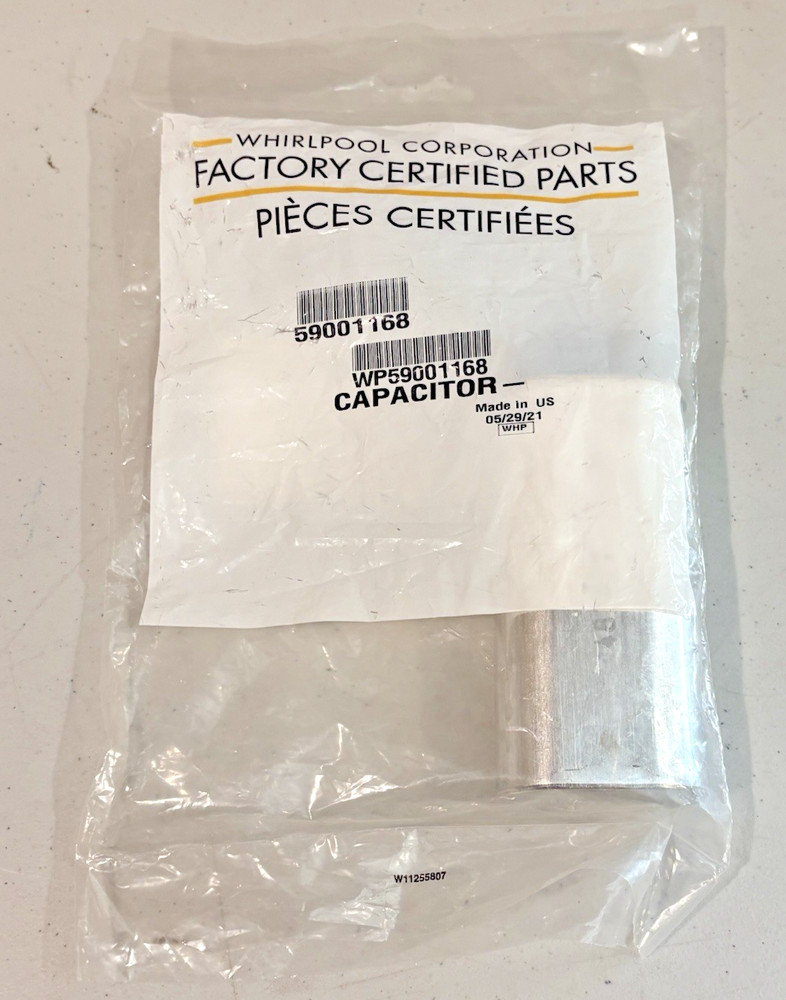 WHIRLPOOL CORPORATION
FACTORY CERTIFIED PARTS
PIÈCES CERTIFIÉES
59001168
WP59001168
CAPACITOR –
Made in US
05/29/21
WHP
W11255807